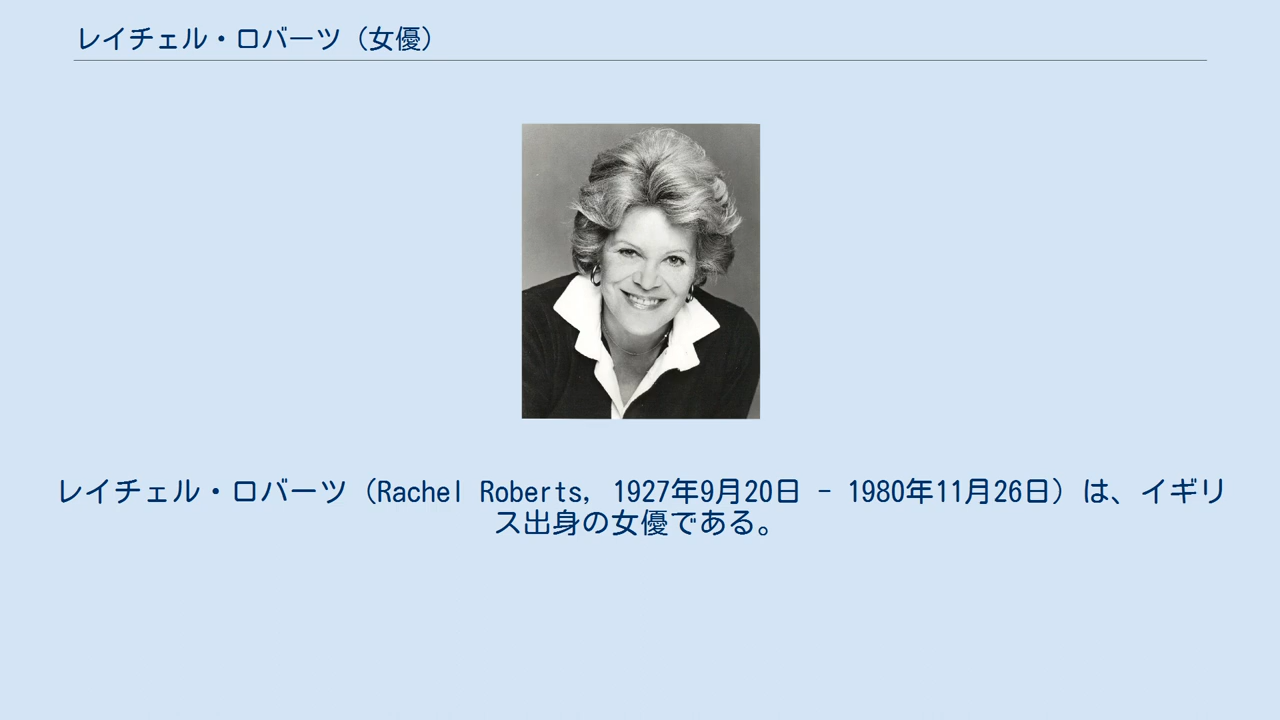 レイチェル・ロバーツ（女優）
レイチェル・ロバーツ（Rachel Roberts, 1927年9月20日 - 1980年11月26日）は、イギリ
ス出身の女優である。